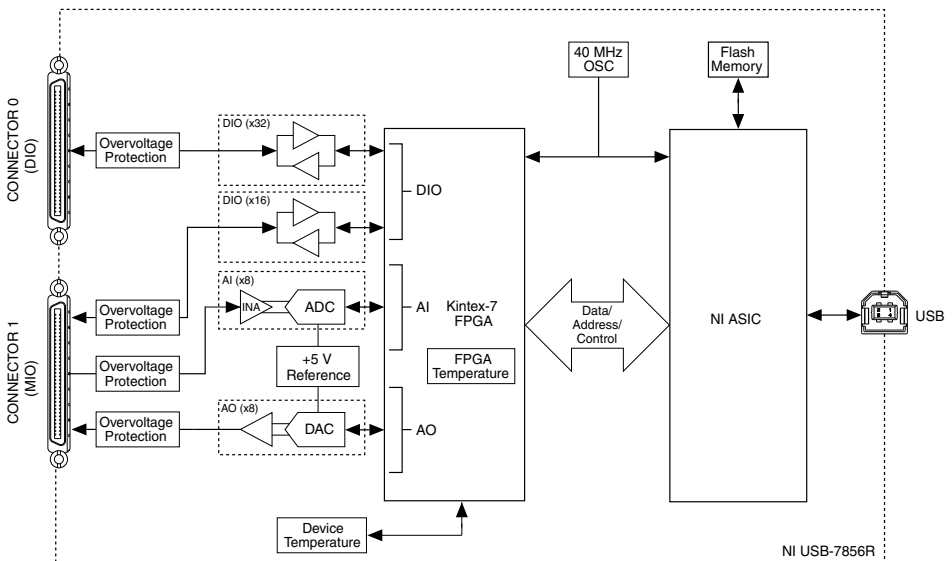 CONNECTOR 0
(DIO)
Overvoltage
Protection
DIO (x32)
DIO (x16)
DIO
40 MHz
OSC
Flash
Memory
CONNECTOR 1
(MIO)
Overvoltage
Protection
Overvoltage
Protection
Overvoltage
Protection
AI (x8)
INA
ADC
+5 V
Reference
AO (x8)
DAC
AI
AO
Kintex-7
FPGA
FPGA
Temperature
Data/
Address/
Control
NI ASIC
USB
Device
Temperature
NI USB-7856R